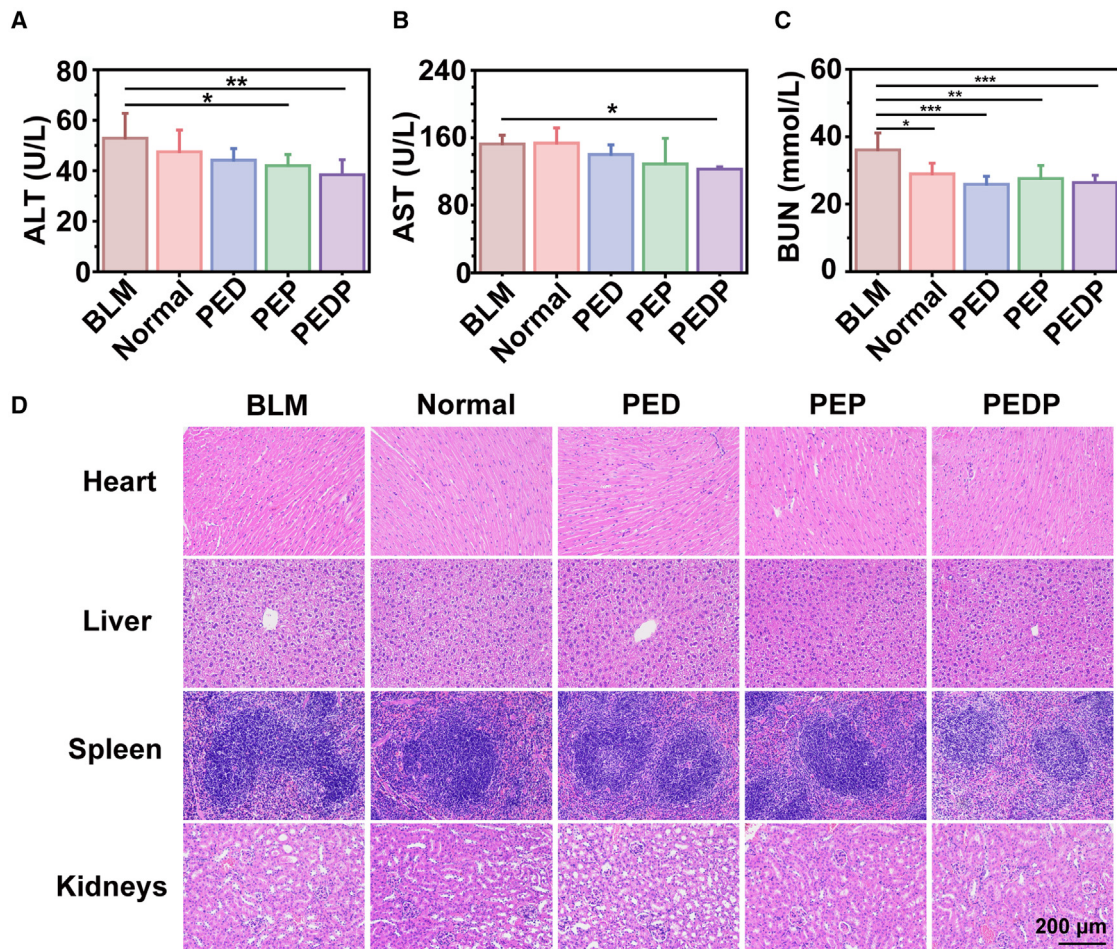 A
B
C
ALT (U/L)
80
60
40
20
0
**
*
BLM
Normal
PED
PEP
PEDP
AST (U/L)
240
160
80
0
*
BLM
Normal
PED
PEP
PEDP
BUN (mmol/L)
60
40
20
0
***
**
***
*
BLM
Normal
PED
PEP
PEDP
D
BLM Normal PED PEP PEDP
Heart
Liver
Spleen
Kidneys
200 µm